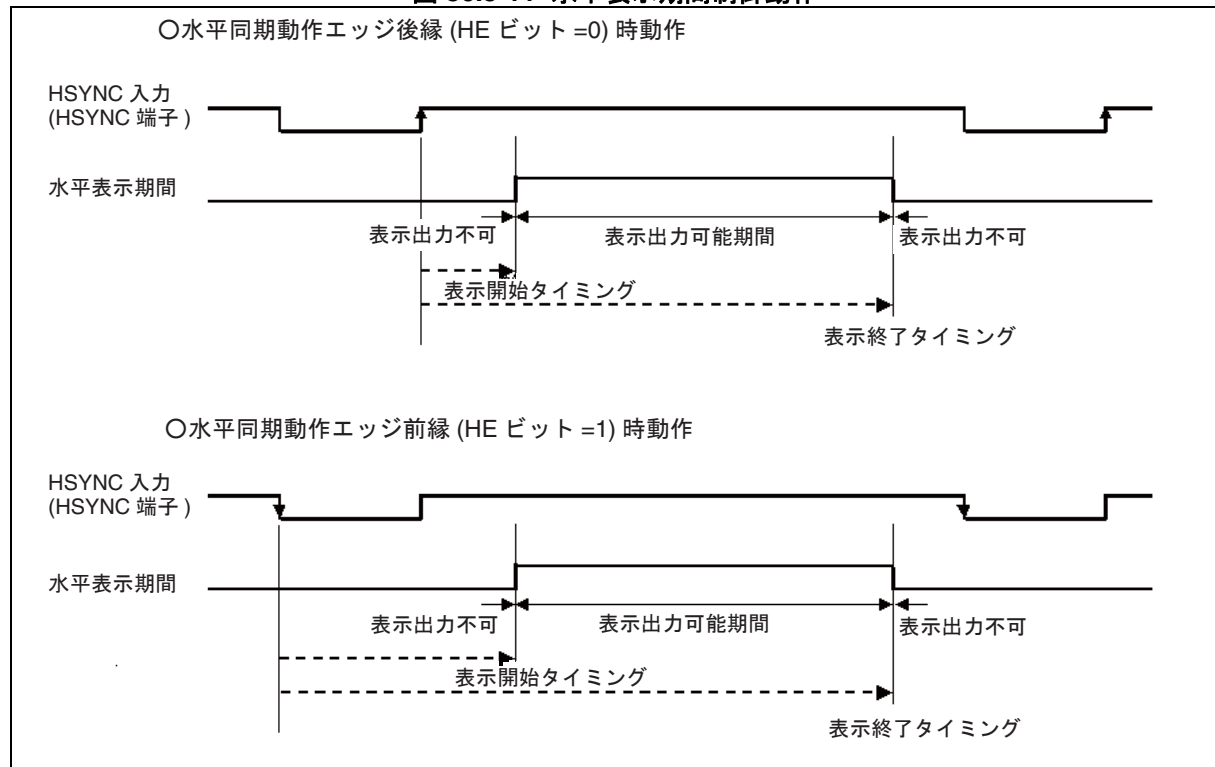 〇水平同期動作エッジ後縁 (HE ビット =0) 時動作
HSYNC 入力
(HSYNC 端子 )
水平表示期間
表示出力不可
表示出力可能期間
表示出力不可
表示開始タイミング
表示終了タイミング
〇水平同期動作エッジ前縁 (HE ビット =1) 時動作
HSYNC 入力
(HSYNC 端子 )
水平表示期間
表示出力不可
表示出力可能期間
表示出力不可
表示開始タイミング
表示終了タイミング